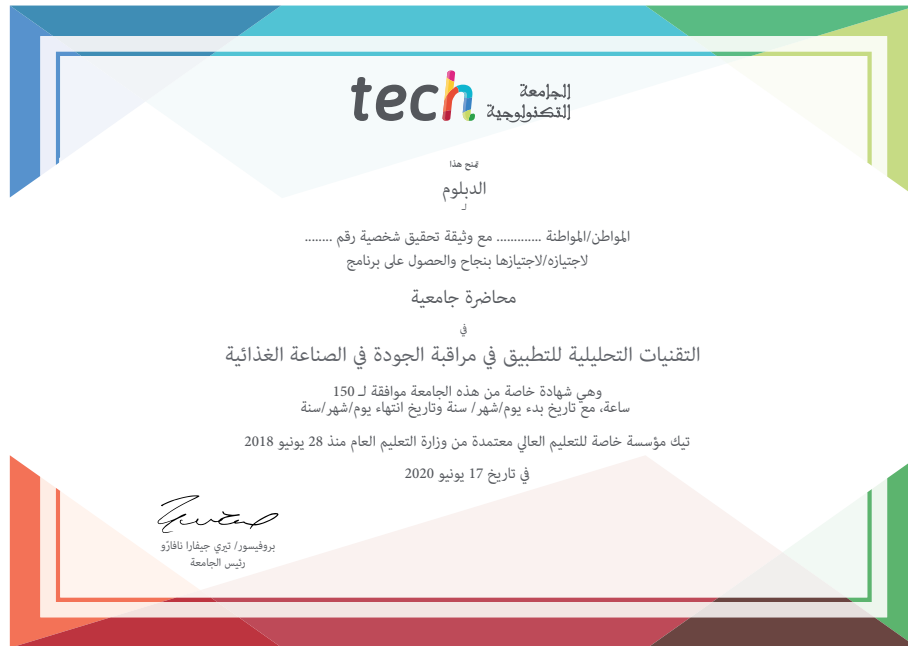 tech
الجامعة
التكنولوجية
تمنح هذا
الدبلوم
لـ
المواطن/المواطنة ............. مع وثيقة تحقيق شخصية رقم ........
لاجتيازه/لاجتيازها بنجاح والحصول على برنامج
محاضرة جامعية
في
التقنيات التحليلية للتطبيق في مراقبة الجودة في الصناعة الغذائية
وهي شهادة خاصة من هذه الجامعة موافقة لـ 150
ساعة، مع تاريخ بدء يوم/شهر/ سنة وتاريخ انتهاء يوم/شهر/سنة
تيك مؤسسة خاصة للتعليم العالي معتمدة من وزارة التعليم العام منذ 28 يونيو 2018
في تاريخ 17 يونيو 2020
بروفيسور/ تيري جيفارا نافارّو
رئيس الجامعة